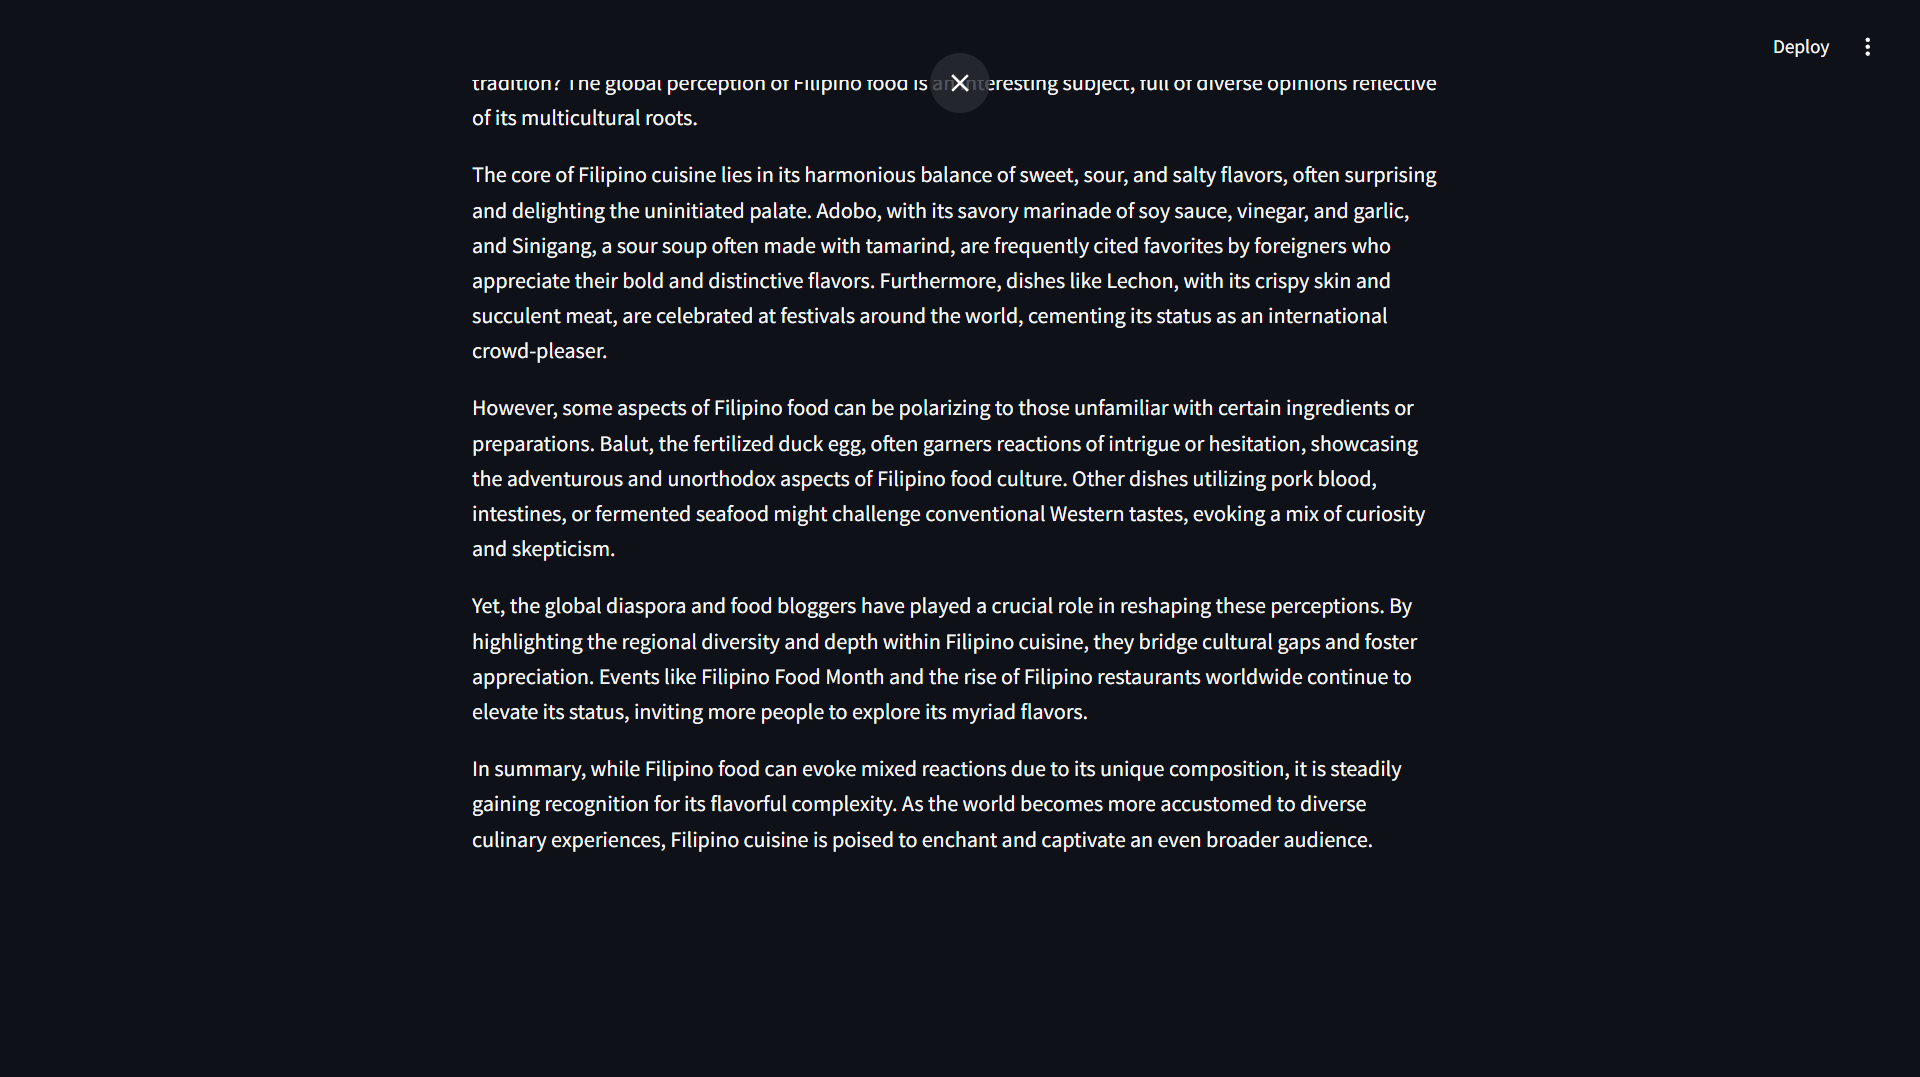 Deploy
tradition? The global perception of Filipino food is an interesting subject, full of diverse opinions reflective
of its multicultural roots.
The core of Filipino cuisine lies in its harmonious balance of sweet, sour, and salty flavors, often surprising
and delighting the uninitiated palate. Adobo, with its savory marinade of soy sauce, vinegar, and garlic,
and Sinigang, a sour soup often made with tamarind, are frequently cited favorites by foreigners who
appreciate their bold and distinctive flavors. Furthermore, dishes like Lechon, with its crispy skin and
succulent meat, are celebrated at festivals around the world, cementing its status as an international
crowd-pleaser.
However, some aspects of Filipino food can be polarizing to those unfamiliar with certain ingredients or
preparations. Balut, the fertilized duck egg, often garners reactions of intrigue or hesitation, showcasing
the adventurous and unorthodox aspects of Filipino food culture. Other dishes utilizing pork blood,
intestines, or fermented seafood might challenge conventional Western tastes, evoking a mix of curiosity
and skepticism.
Yet, the global diaspora and food bloggers have played a crucial role in reshaping these perceptions. By
highlighting the regional diversity and depth within Filipino cuisine, they bridge cultural gaps and foster
appreciation. Events like Filipino Food Month and the rise of Filipino restaurants worldwide continue to
elevate its status, inviting more people to explore its myriad flavors.
In summary, while Filipino food can evoke mixed reactions due to its unique composition, it is steadily
gaining recognition for its flavorful complexity. As the world becomes more accustomed to diverse
culinary experiences, Filipino cuisine is poised to enchant and captivate an even broader audience.